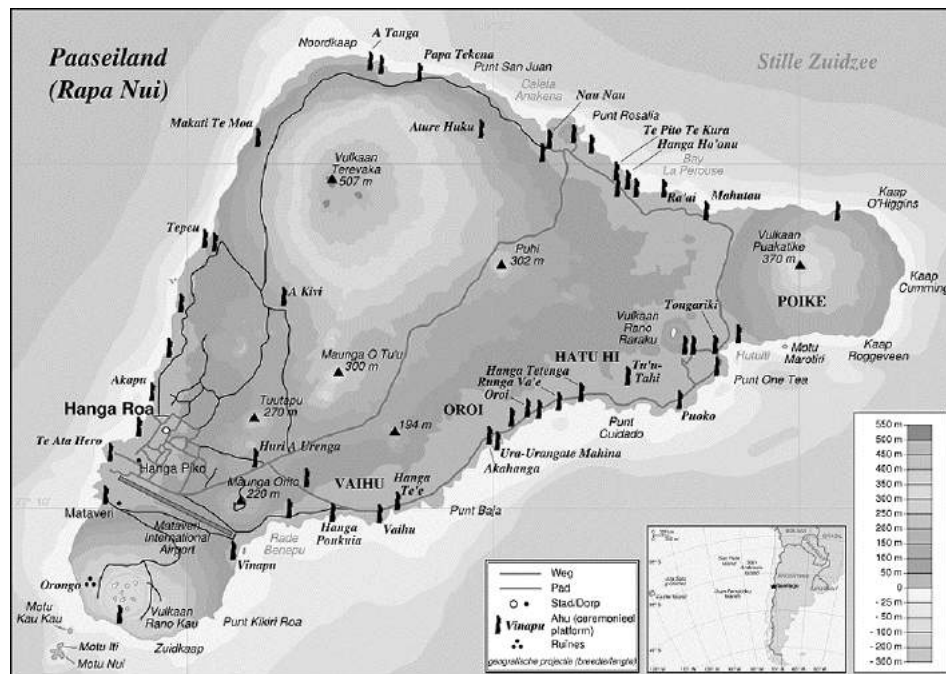 Paaseiland
(Rapa Nui)
Stille Zuidzee
Noordkaap
A Tanga
Papa Tekena
Punt San Juan
Caleta
Anakena
Nau Nau
Punt Rosalia
Makati Te Moa
Ature Huku
Te Pito Te Kura
Hanga Ho'onu
Bay
La Perouse
Vulkaan
Terevaka
507 m
Ra'ai
Mahutau
Kaap
O'Higgins
Tepeu
Puhi
302 m
Vulkaan
Puakatike
370 m
Kaap
Cumming
POIKE
A Kivi
Tongariki
Vulkaan
Rano
Raraku
Hutuiti
Motu
Marotiri
Kaap
Roggeveen
Maunga O Tu'u
300 m
HATU HI
Hanga Tetenga
Runga Va'e
Oroi
Tu'u-
Tahi
Punt One Tea
Akapu
Hanga Roa
Tuutapu
270 m
OROI
Punt
Cuidado
Puoko
194 m
Te Ata Hero
Hanga Piko
Huri A Urenga
Ura-Urangate Mahina
Akahanga
Maunga Orito
220 m
VAIHU
Hanga
Te'e
Mataveri
Mataveri
International
Airport
Rade
Benepu
Hanga
Poukuia
Vaihu
Punt Baja
Vinapu
Orongo
Motu
Kau Kau
Vulkaan
Rano Kau
Punt Kikiri Roa
Zuidkaap
Motu Iti
Motu Nui
Weg
Pad
Stad/Dorp
Vinapu
Ahu (ceremonieel
platform)
Ruïnes
geografische projectie (breedte/lengte)
Santiago
550 m
500 m
450 m
400 m
350 m
300 m
250 m
200 m
150 m
100 m
50 m
0
- 25 m
- 50 m
- 100 m
- 200 m
- 300 m